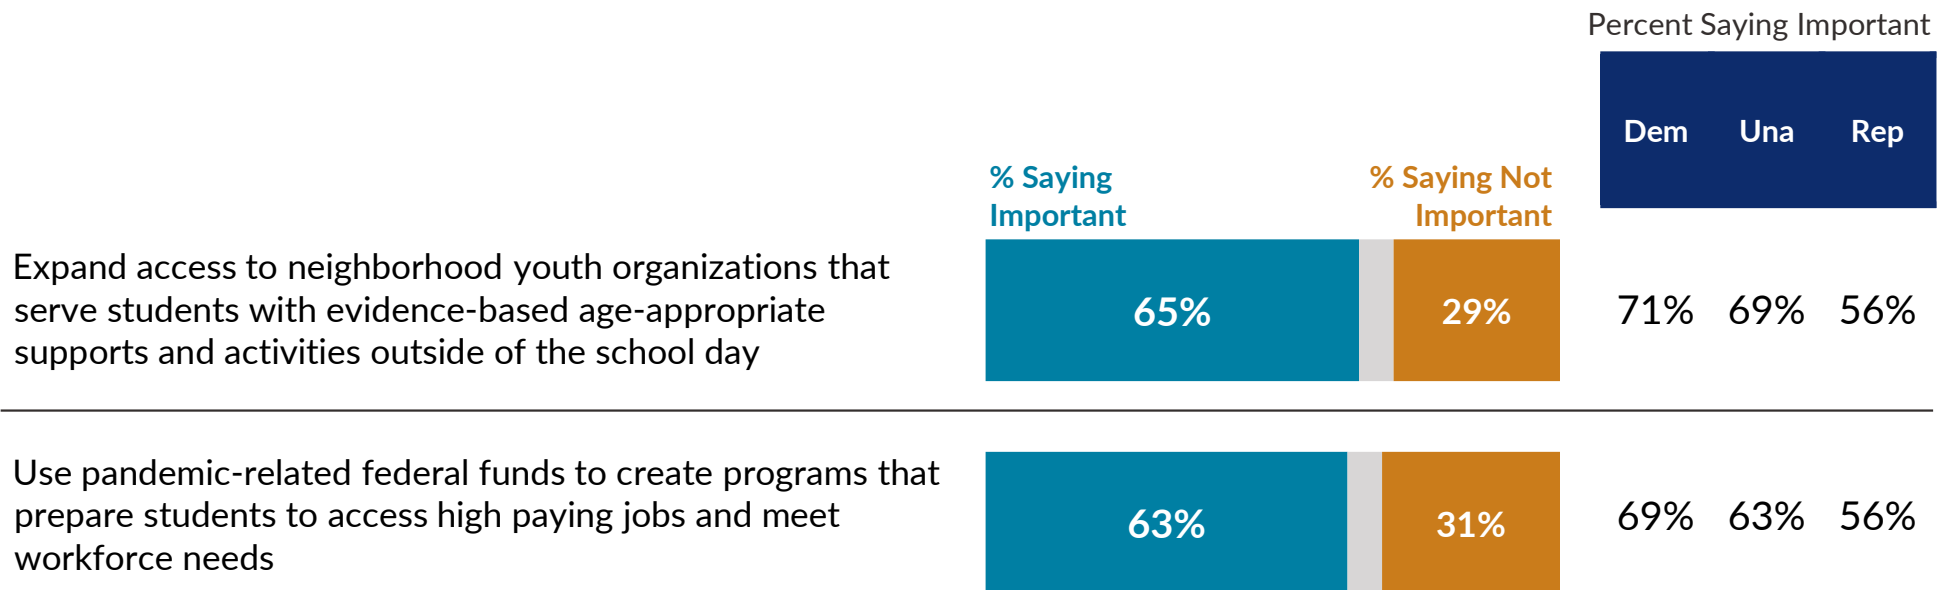 Percent Saying Important
Dem Una Rep
% Saying
Important
% Saying Not
Important
Expand access to neighborhood youth organizations that
serve students with evidence-based age-appropriate
supports and activities outside of the school day
65% 29% 71% 69% 56%
Use pandemic-related federal funds to create programs that
prepare students to access high paying jobs and meet
workforce needs
63% 31% 69% 63% 56%